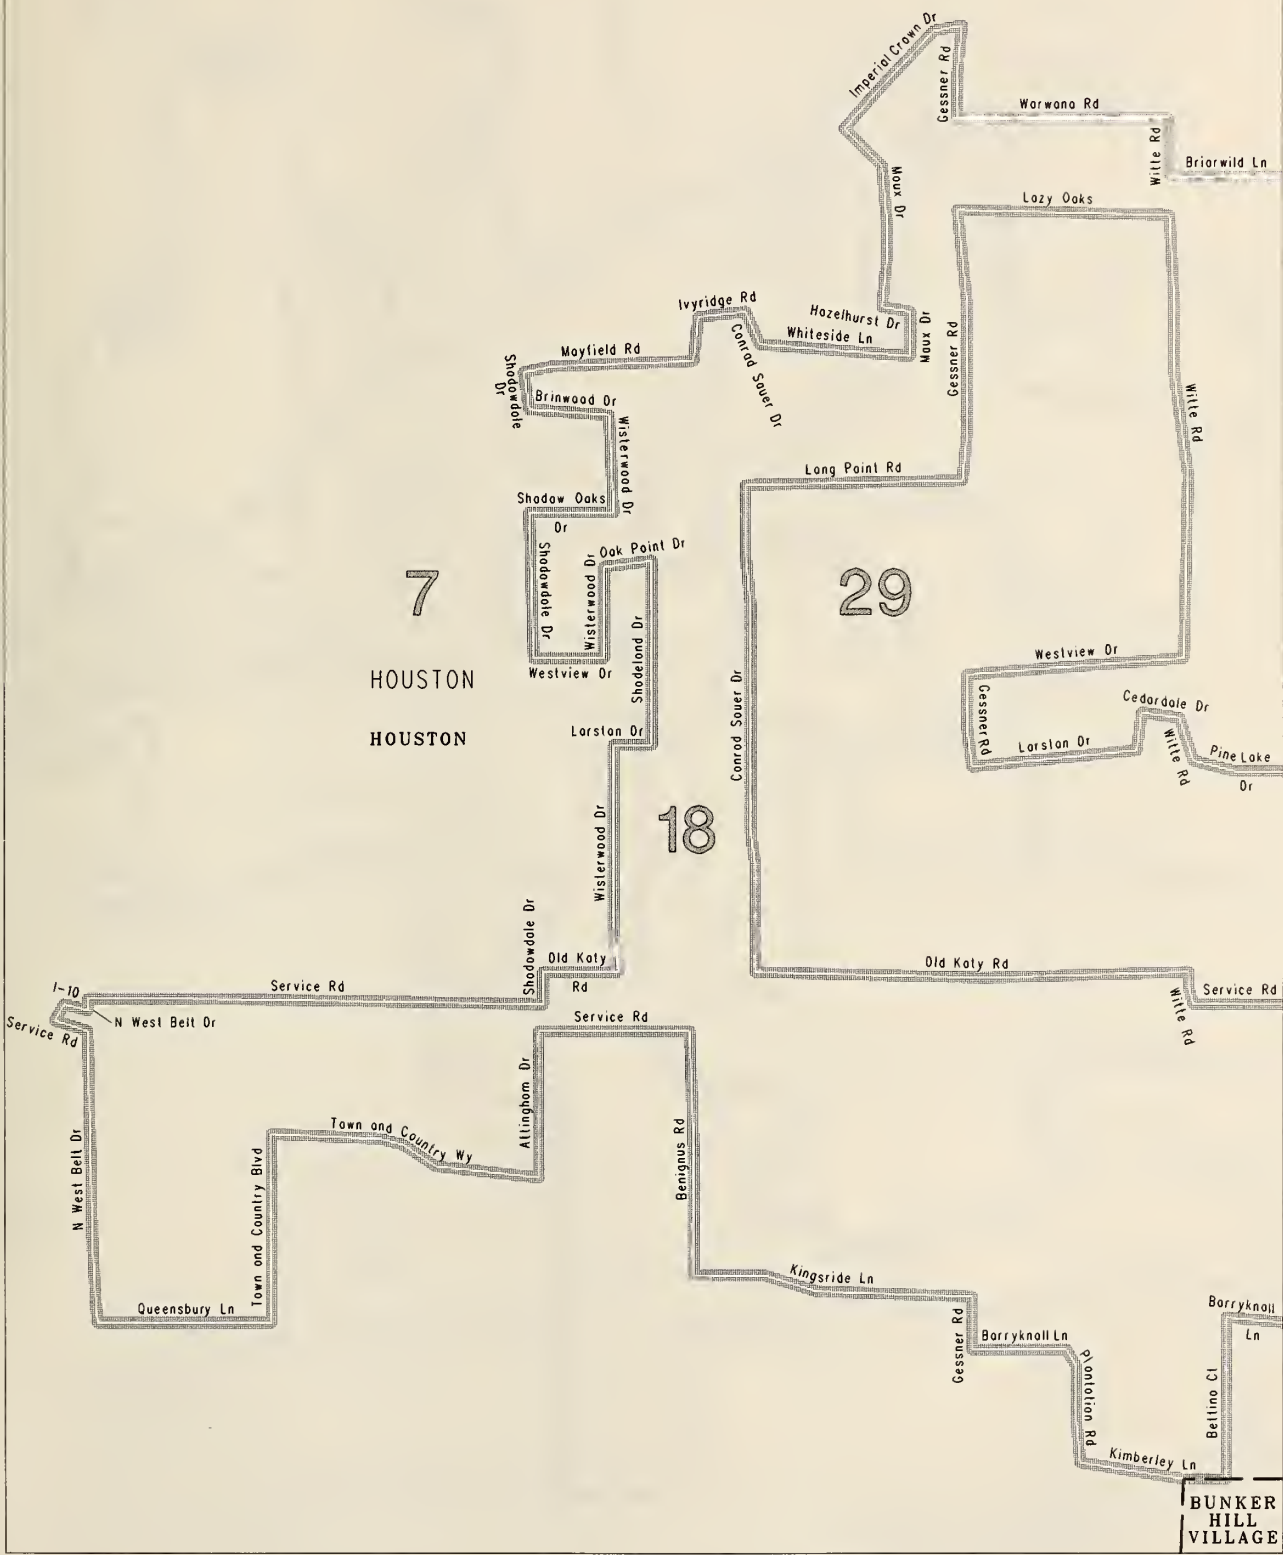 Imperial Crown Dr
Gessner Rd
Warwana Rd
Witte Rd
Briarwild Ln
Moux Dr
Lazy Oaks
Ivyridge Rd
Hazelhurst Dr
Whiteside Ln
Moux Dr
Conrad Sauer Dr
Gessner Rd
Mayfield Rd
Shadowdale
Dr
Brinwood Dr
Wisterwood Dr
Witte Rd
Long Point Rd
Shadow Oaks
Dr
Shadowdale Dr
Wisterwood Dr
Oak Point Dr
7
29
Shadeland Dr
Westview Dr
Westview Dr
HOUSTON
HOUSTON
Conrad Sauer Dr
Gessner Rd
Cedardale Dr
Larston Dr
Larston Dr
Witte Rd
Pine Lake
Dr
18
Wisterwood Dr
Shadowdale Dr
Old Katy
Rd
Old Katy Rd
I-10
Service Rd
Witte Rd
Service Rd
Service Rd
N West Belt Dr
Service Rd
Attingham Dr
Town and Country Wy
N West Belt Dr
Town and Country Blvd
Benignus Rd
Kingsride Ln
Queensbury Ln
Gessner Rd
Barryknoll Ln
Barryknoll
Ln
Plantation Rd
Bettina Ct
Kimberley Ln
BUNKER
HILL
VILLAGE